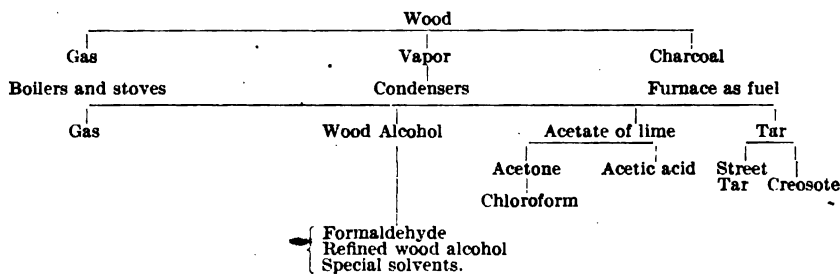 Wood
Gas Vapor Charcoal
Boilers and stoves Condensers Furnace as fuel
Gas Wood Alcohol Acetate of lime Tar
Acetone Acetic acid Street
Tar Creosote
Chloroform
Formaldehyde
Refined wood alcohol
Special solvents.